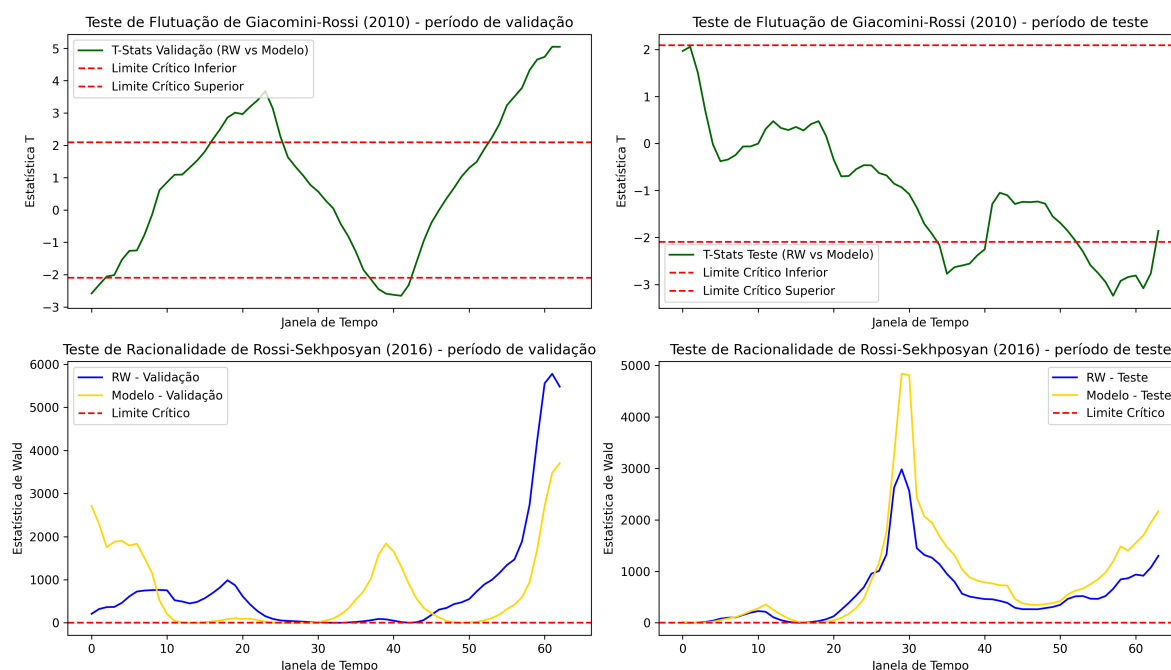 Teste de Flutuação de Giacomini-Rossi (2010) - período de validação
Estatística T
5
4
3
2
1
0
−1
−2
−3
T-Stats Validação (RW vs Modelo)
Limite Crítico Inferior
Limite Crítico Superior
Janela de Tempo
Teste de Flutuação de Giacomini-Rossi (2010) - período de teste
Estatística T
2
1
0
−1
−2
−3
T-Stats Teste (RW vs Modelo)
Limite Crítico Inferior
Limite Crítico Superior
Janela de Tempo
Teste de Racionalidade de Rossi-Sekhposyan (2016) - período de validação
Estatística de Wald
6000
5000
4000
3000
2000
1000
0
RW - Validação
Modelo - Validação
Limite Crítico
0 10 20 30 40 50 60
Janela de Tempo
Teste de Racionalidade de Rossi-Sekhposyan (2016) - período de teste
Estatística de Wald
5000
4000
3000
2000
1000
0
RW - Teste
Modelo - Teste
Limite Crítico
0 10 20 30 40 50 60
Janela de Tempo